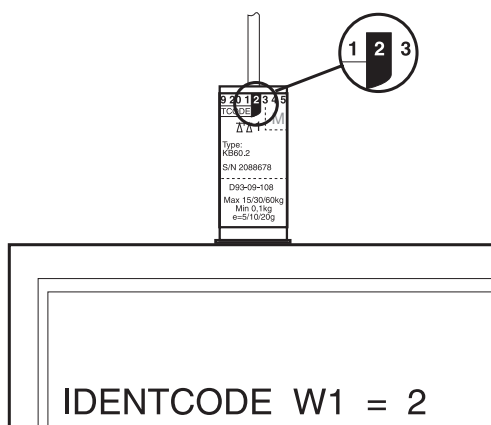 1 2 3
9 20 1 2 3 4 5
TCODE
M
Type:
KB60.2
S/N 2088678
D93-09-108
Max 15/30/60kg
Min 0,1kg
e=5/10/20g
IDENTCODE W1 = 2